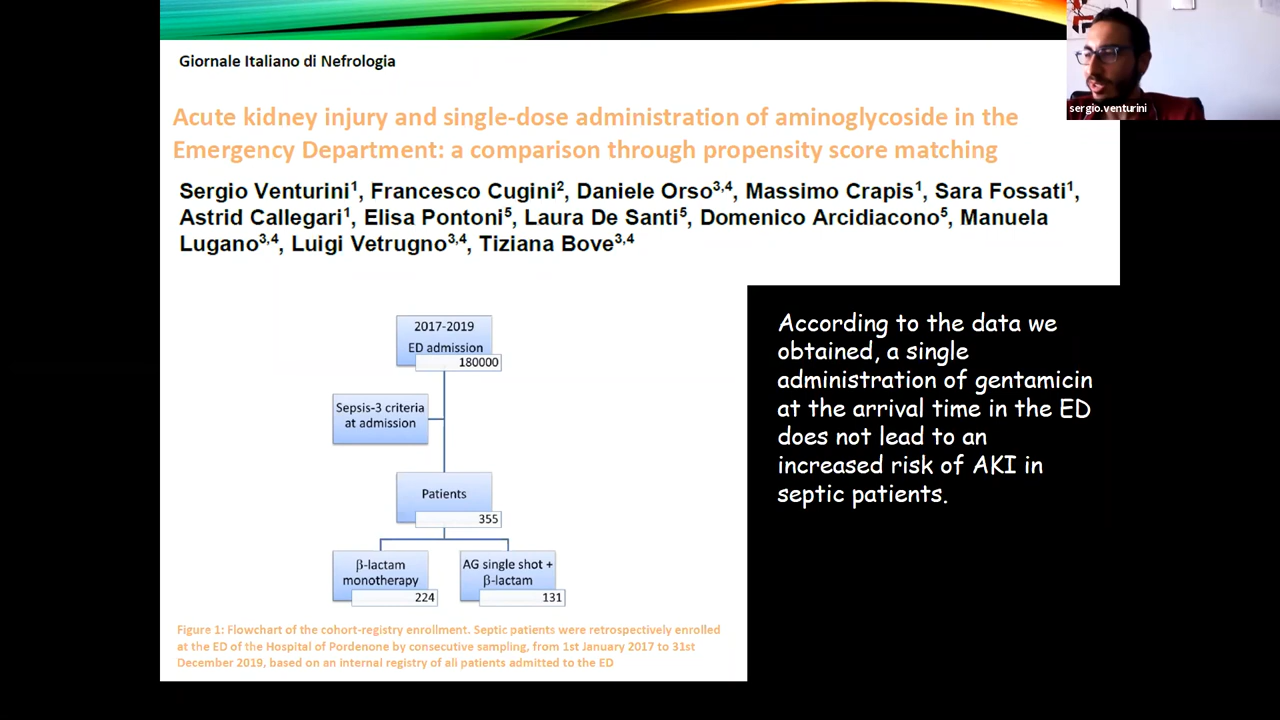 Giornale Italiano di Nefrologia
sergio.venturini
Acute kidney injury and single-dose administration of aminoglycoside in the
Emergency Department: a comparison through propensity score matching
Sergio Venturini¹, Francesco Cugini², Daniele Orso³,⁴, Massimo Crapis¹, Sara Fossati¹,
Astrid Callegari¹, Elisa Pontoni⁵, Laura De Santi⁵, Domenico Arcidiacono⁵, Manuela
Lugano³,⁴, Luigi Vetrugno³,⁴, Tiziana Bove³,⁴
2017-2019
ED admission
180000
Sepsis-3 criteria
at admission
Patients
355
β-lactam
monotherapy
224
AG single shot +
β-lactam
131
Figure 1: Flowchart of the cohort-registry enrollment. Septic patients were retrospectively enrolled
at the ED of the Hospital of Pordenone by consecutive sampling, from 1st January 2017 to 31st
December 2019, based on an internal registry of all patients admitted to the ED
According to the data we
obtained, a single
administration of gentamicin
at the arrival time in the ED
does not lead to an
increased risk of AKI in
septic patients.